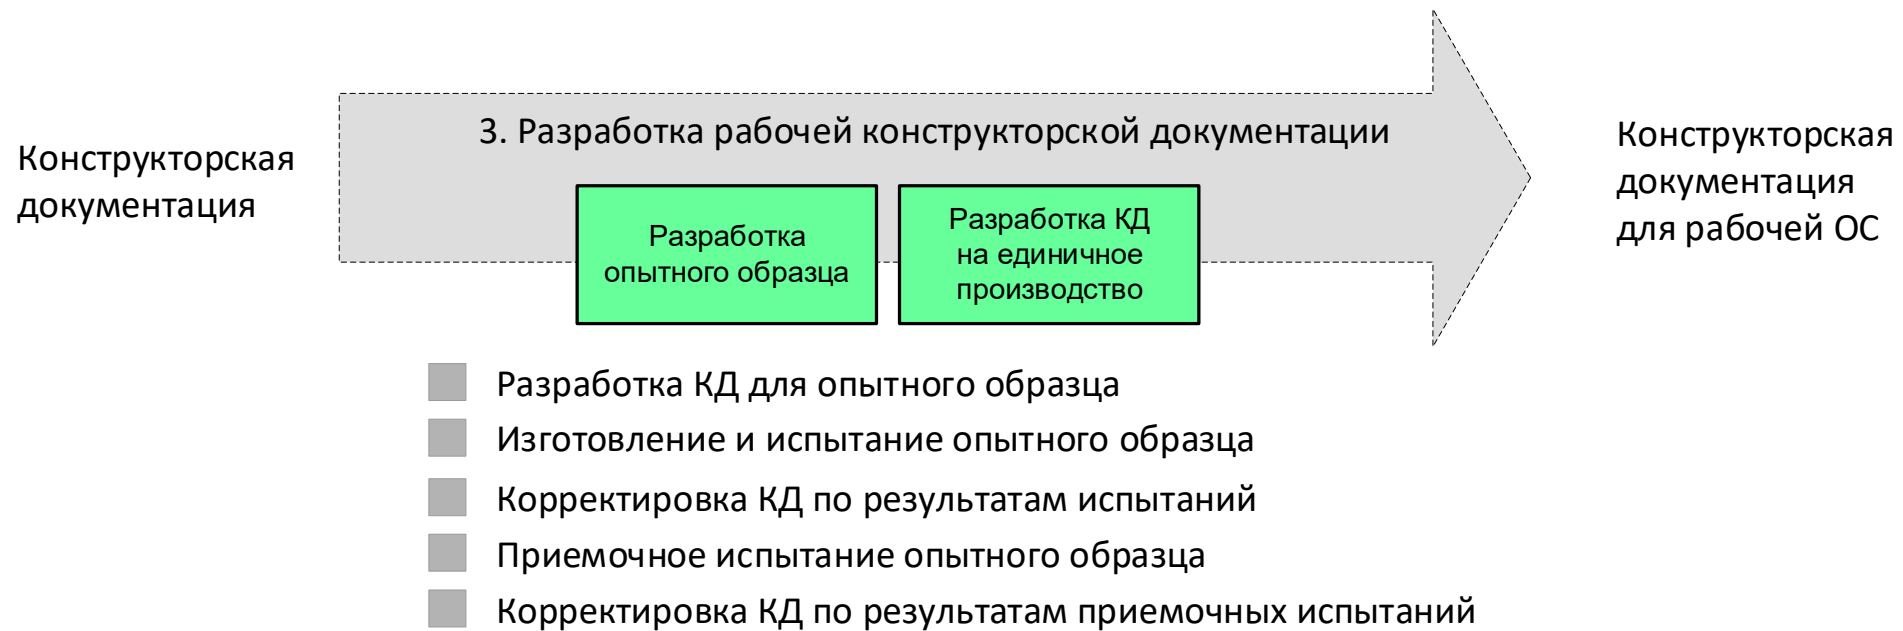 Конструкторская
документация
3. Разработка рабочей конструкторской документации
Разработка
опытного образца
Разработка КД
на единичное
производство
Конструкторская
документация
для рабочей ОС
Разработка КД для опытного образца
Изготовление и испытание опытного образца
Корректировка КД по результатам испытаний
Приемочное испытание опытного образца
Корректировка КД по результатам приемочных испытаний